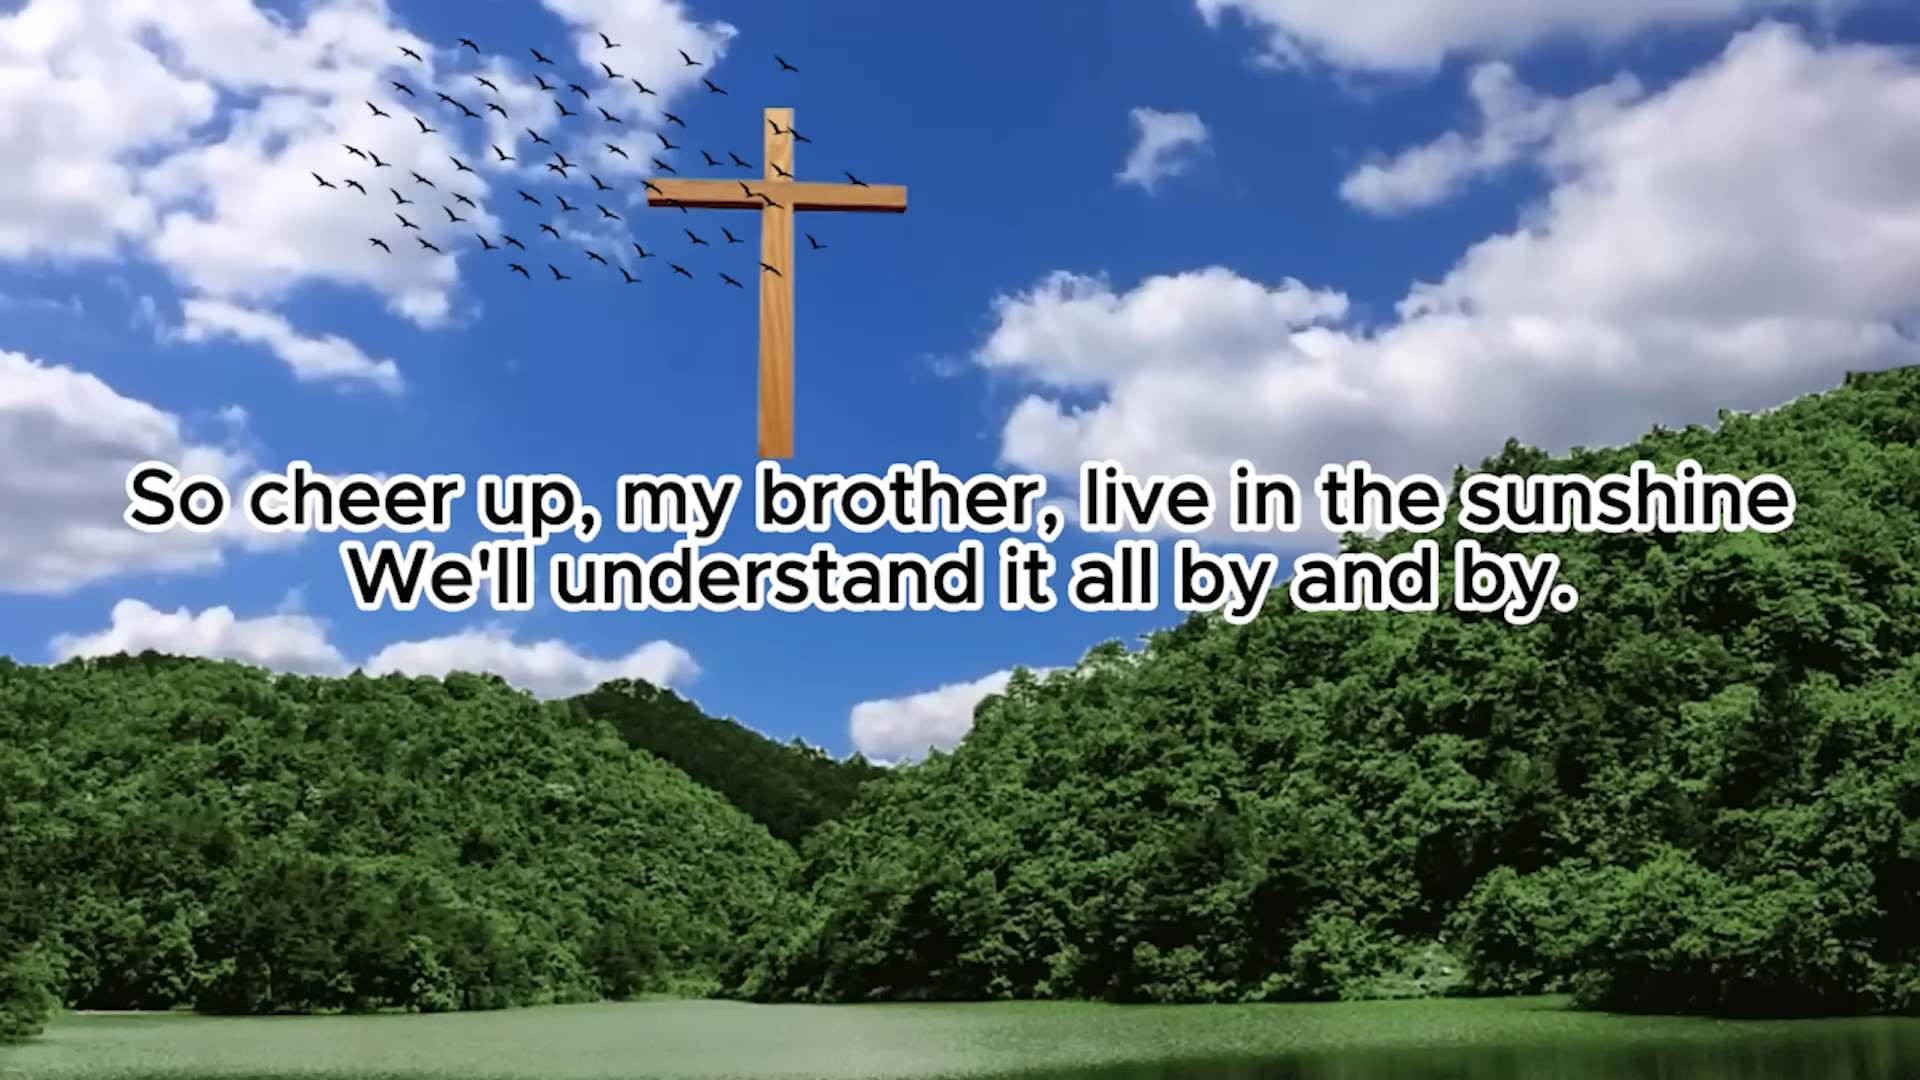 So cheer up, my brother, live in the sunshine
We'll understand it all by and by.